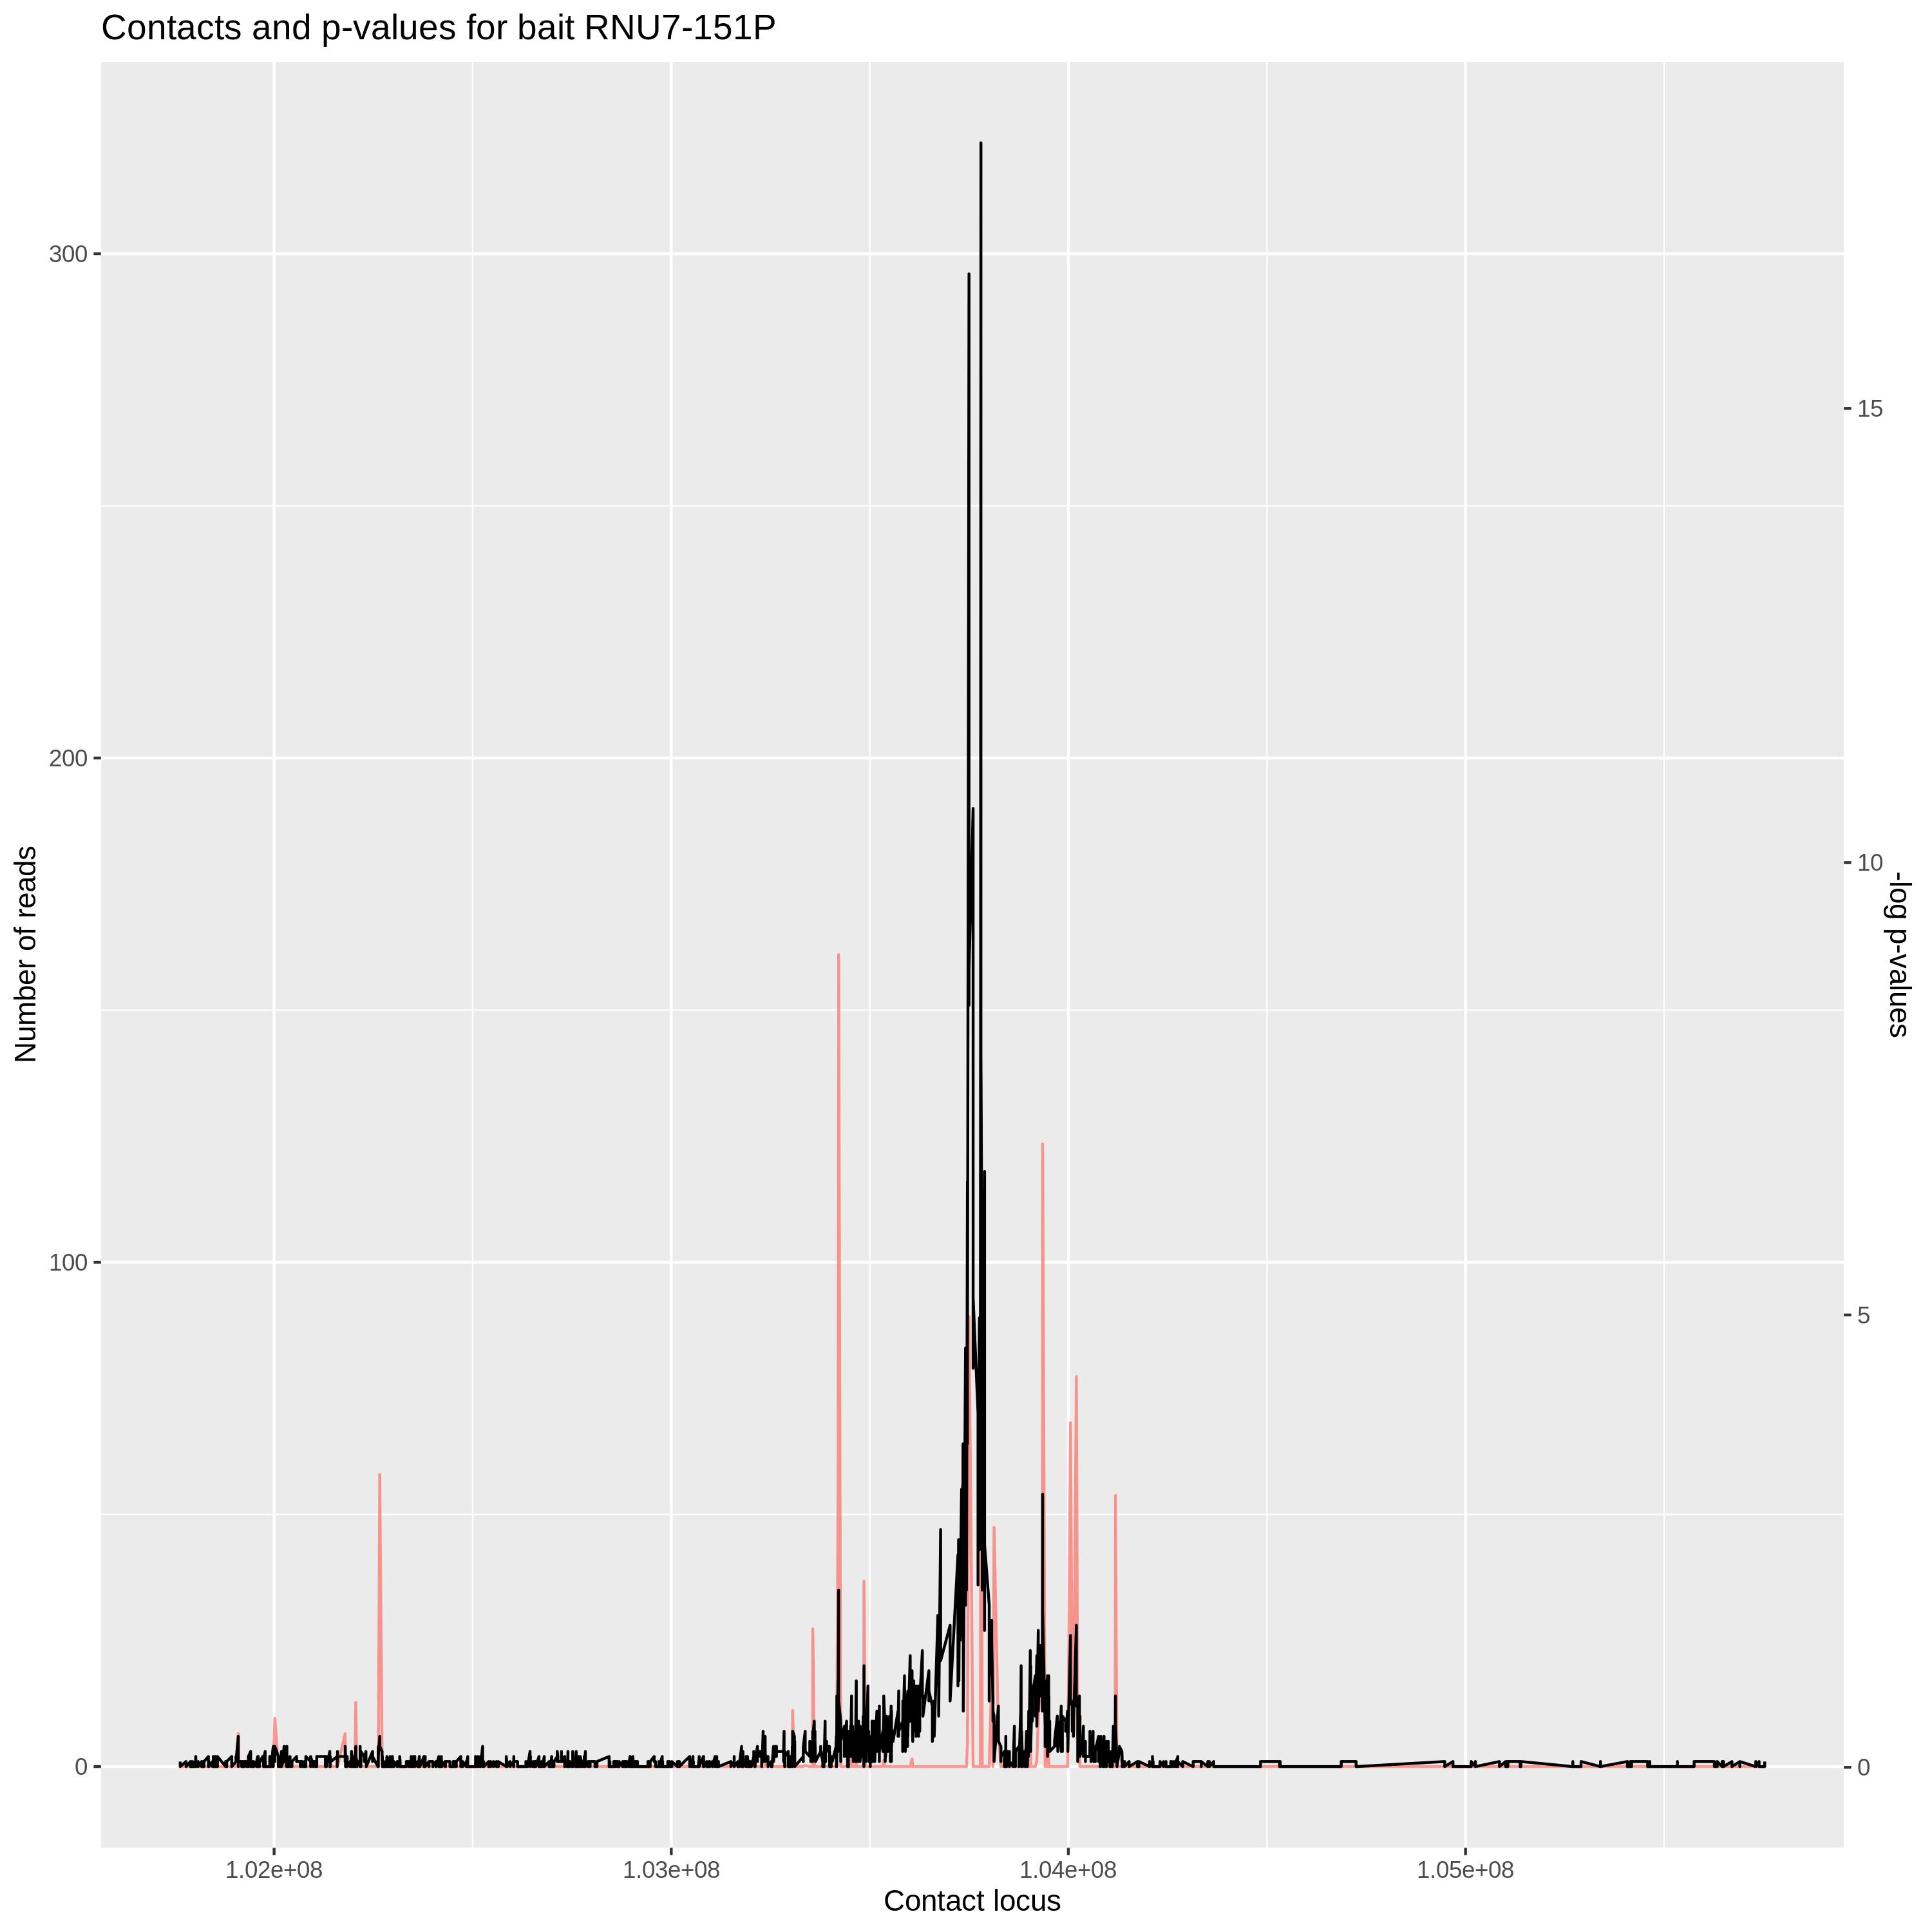 Contacts and p-values for bait RNU7-151P
300
200
100
0
Number of reads
15
10
5
0
-log p-values
1.02e+08
1.03e+08
1.04e+08
1.05e+08
Contact locus